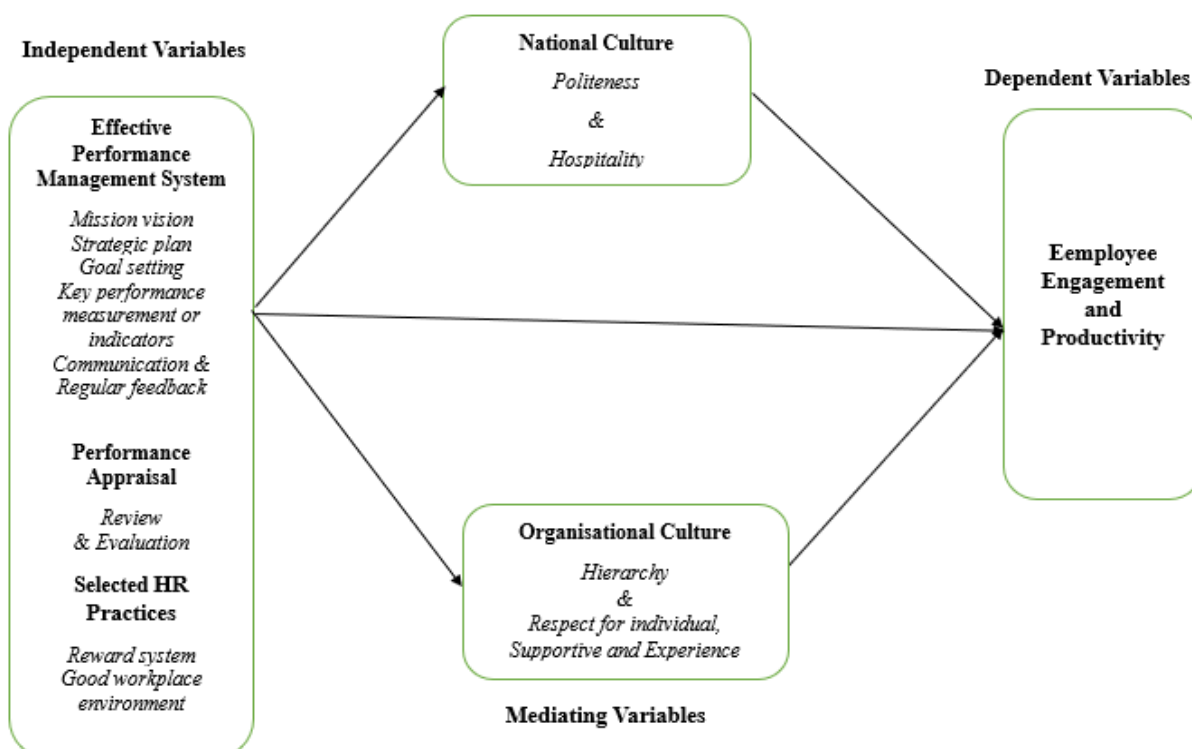 Independent Variables
Effective
Performance
Management System
Mission vision
Strategic plan
Goal setting
Key performance
measurement or
indicators
Communication &
Regular feedback
Performance
Appraisal
Review
& Evaluation
Selected HR
Practices
Reward system
Good workplace
environment
National Culture
Politeness
&
Hospitality
Organisational Culture
Hierarchy
&
Respect for individual,
Supportive and Experience
Mediating Variables
Dependent Variables
Eemployee
Engagement
and
Productivity